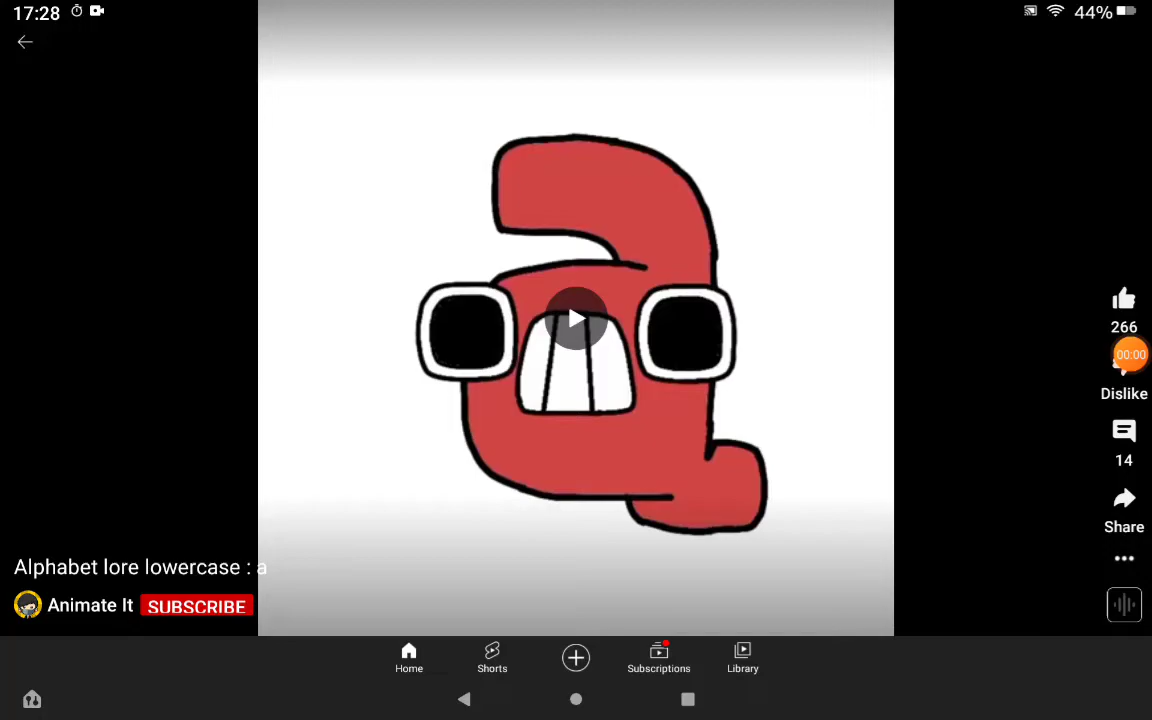 17:28
44%
266
00:00
Dislike
14
Share
Alphabet lore lowercase : a
Animate It SUBSCRIBE
Home Shorts Subscriptions Library